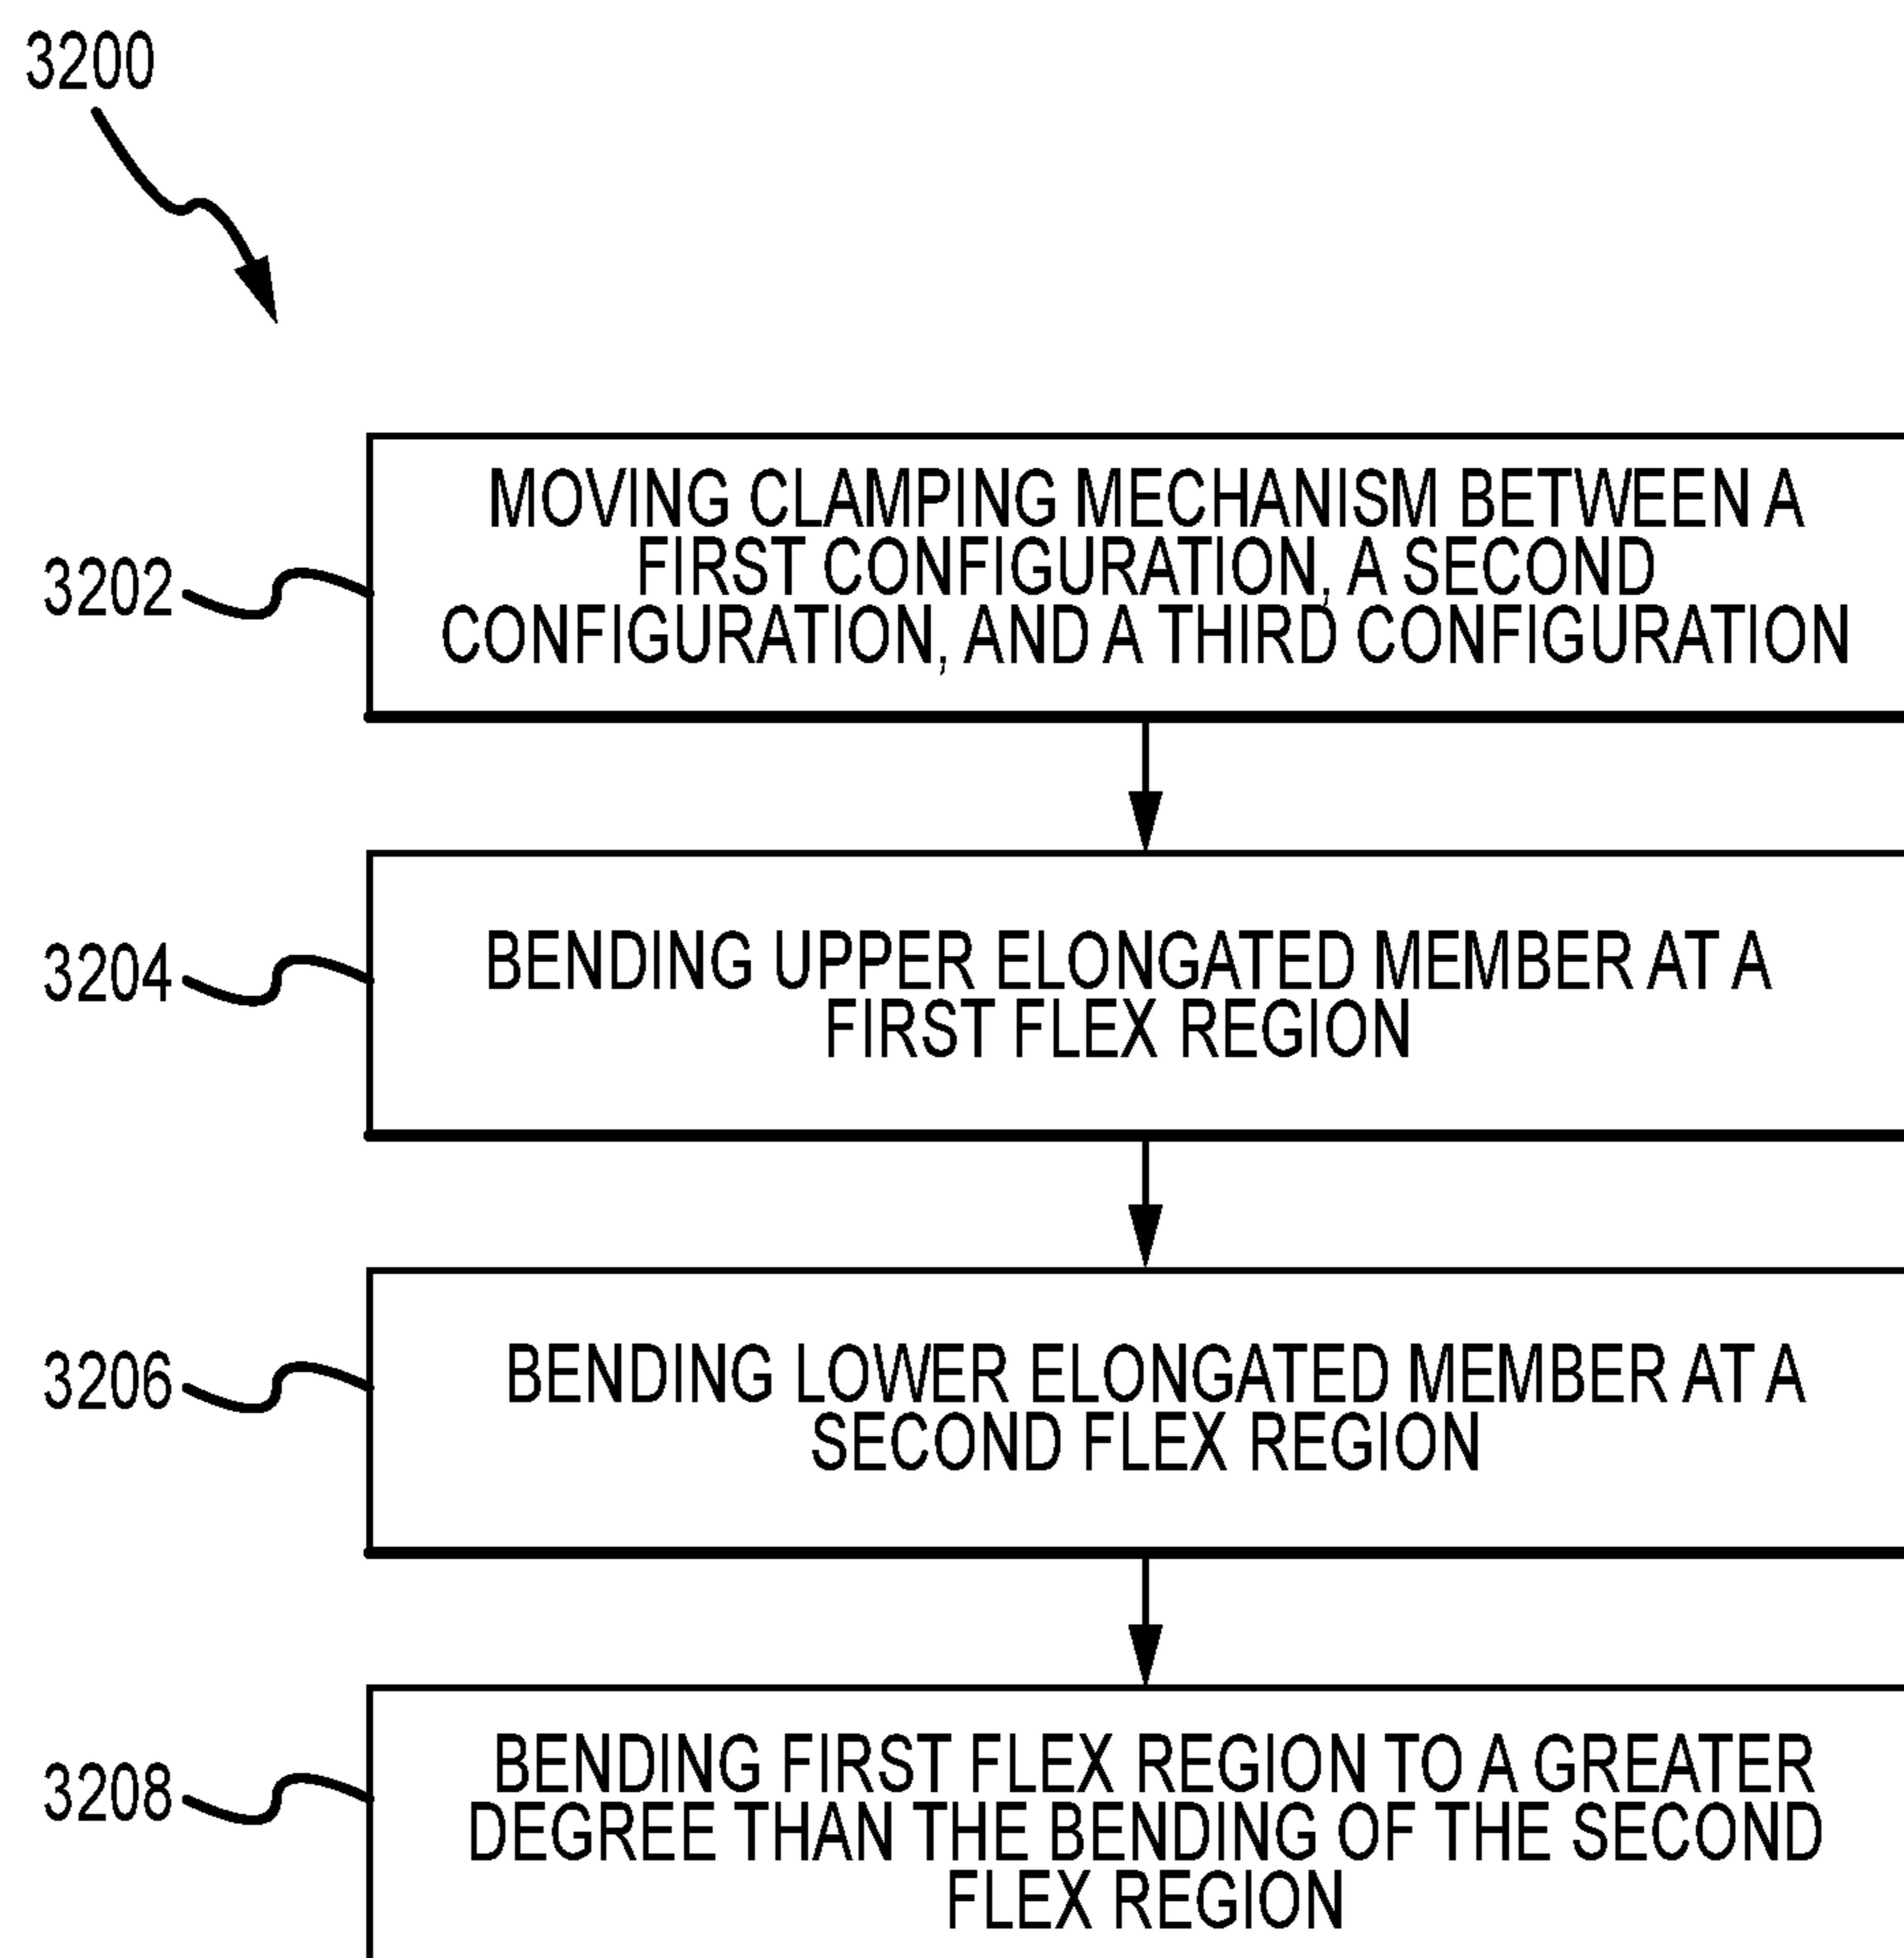 3200
MOVING CLAMPING MECHANISM BETWEEN A
FIRST CONFIGURATION, A SECOND
CONFIGURATION, AND A THIRD CONFIGURATION
3202
BENDING UPPER ELONGATED MEMBER AT A
FIRST FLEX REGION
3204
BENDING LOWER ELONGATED MEMBER AT A
SECOND FLEX REGION
3206
BENDING FIRST FLEX REGION TO A GREATER
DEGREE THAN THE BENDING OF THE SECOND
FLEX REGION
3208